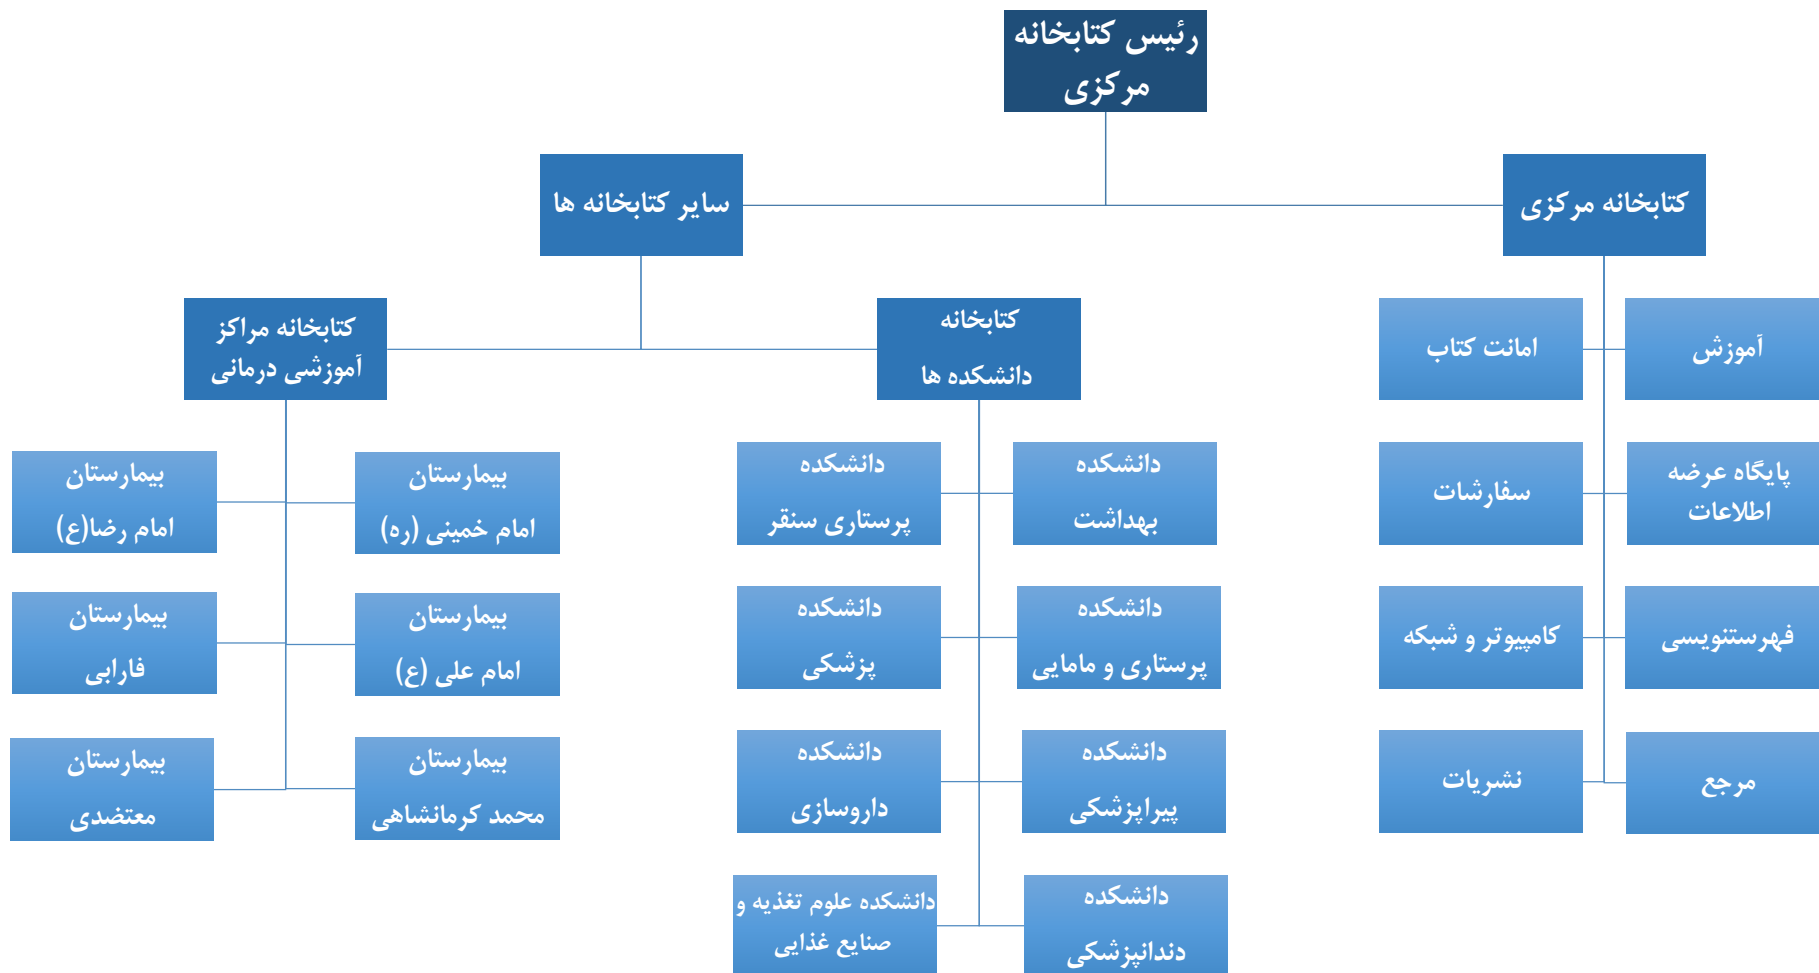 رئیس کتابخانه
مرکزی
کتابخانه مرکزی
سایر کتابخانه ها
آموزش
امانت کتاب
پایگاه عرضه
اطلاعات
سفارشات
فهرستنویسی
کامپیوتر و شبکه
مرجع
نشریات
کتابخانه
دانشکده ها
دانشکده
بهداشت
دانشکده
پرستاری سنقر
دانشکده
پرستاری و مامایی
دانشکده
پزشکی
دانشکده
پیراپزشکی
دانشکده
داروسازی
دانشکده
دندانپزشکی
دانشکده علوم تغذیه و
صنایع غذایی
کتابخانه مراکز
آموزشی درمانی
بیمارستان
امام خمینی (ره)
بیمارستان
امام رضا(ع)
بیمارستان
امام علی (ع)
بیمارستان
فارابی
بیمارستان
محمد کرمانشاهی
بیمارستان
معتضدی